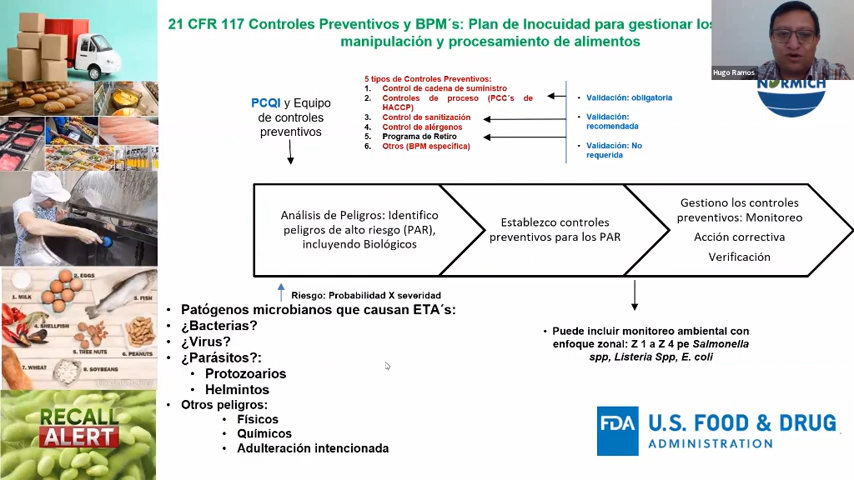 21 CFR 117 Controles Preventivos y BPM´s: Plan de Inocuidad para gestionar los
manipulación y procesamiento de alimentos
Hugo Ramos
NORMICH
5 tipos de Controles Preventivos:
1. Control de cadena de suministro
2. Controles de proceso (PCC´s de
HACCP)
3. Control de sanitización
4. Control de alérgenos
5. Programa de Retiro
6. Otros (BPM especifica)
• Validación: obligatoria
• Validación:
recomendada
• Validación: No
requerida
PCQI y Equipo
de controles
preventivos
Análisis de Peligros: Identifico
peligros de alto riesgo (PAR),
incluyendo Biológicos
Establezco controles
preventivos para los PAR
Gestiono los controles
preventivos: Monitoreo
Acción correctiva
Verificación
Riesgo: Probabilidad X severidad
• Patógenos microbianos que causan ETA´s:
• ¿Bacterias?
• ¿Virus?
• ¿Parásitos?:
• Protozoarios
• Helmintos
• Otros peligros:
• Físicos
• Químicos
• Adulteración intencionada
• Puede incluir monitoreo ambiental con
enfoque zonal: Z 1 a Z 4 pe Salmonella
spp, Listeria Spp, E. coli
1. MILK
2. EGGS
3. FISH
4. SHELLFISH
5. TREE NUTS
6. PEANUTS
7. WHEAT
8. SOYBEANS
RECALL
ALERT
FDA
U.S. FOOD & DRUG
ADMINISTRATION